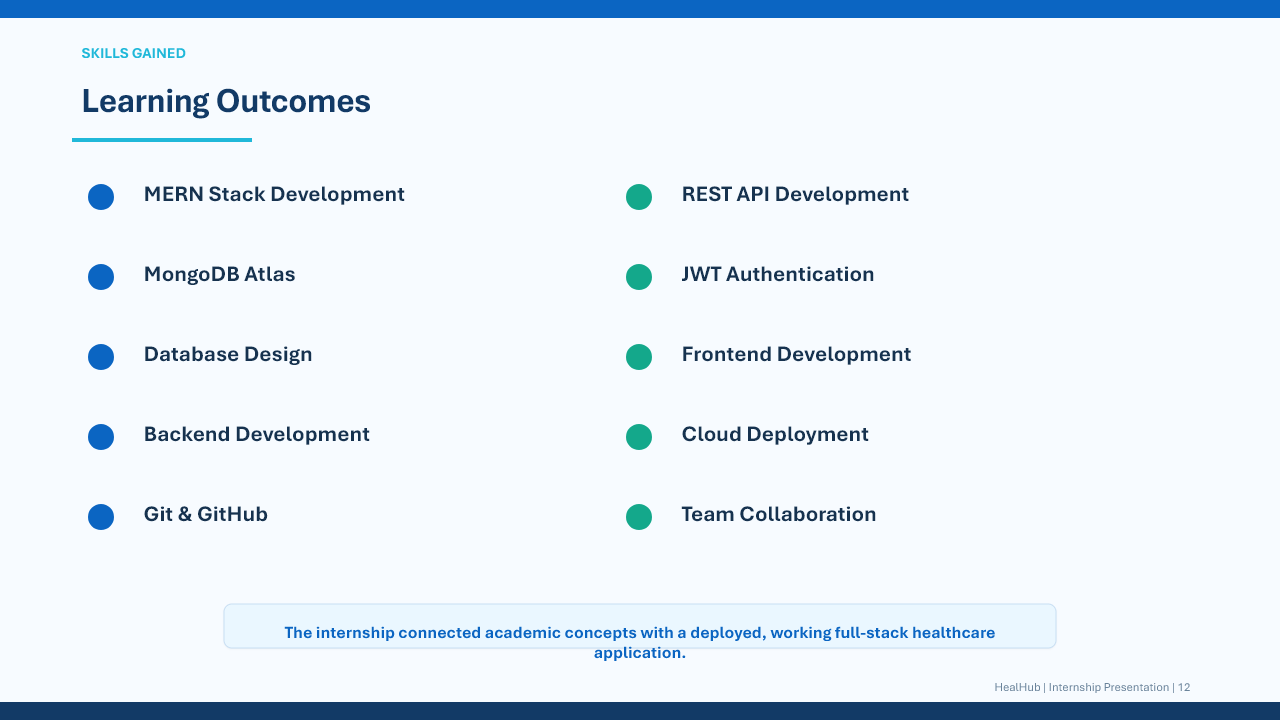 SKILLS GAINED
Learning Outcomes
MERN Stack Development
MongoDB Atlas
Database Design
Backend Development
Git & GitHub
REST API Development
JWT Authentication
Frontend Development
Cloud Deployment
Team Collaboration
The internship connected academic concepts with a deployed, working full-stack healthcare
application.
HealHub | Internship Presentation | 12